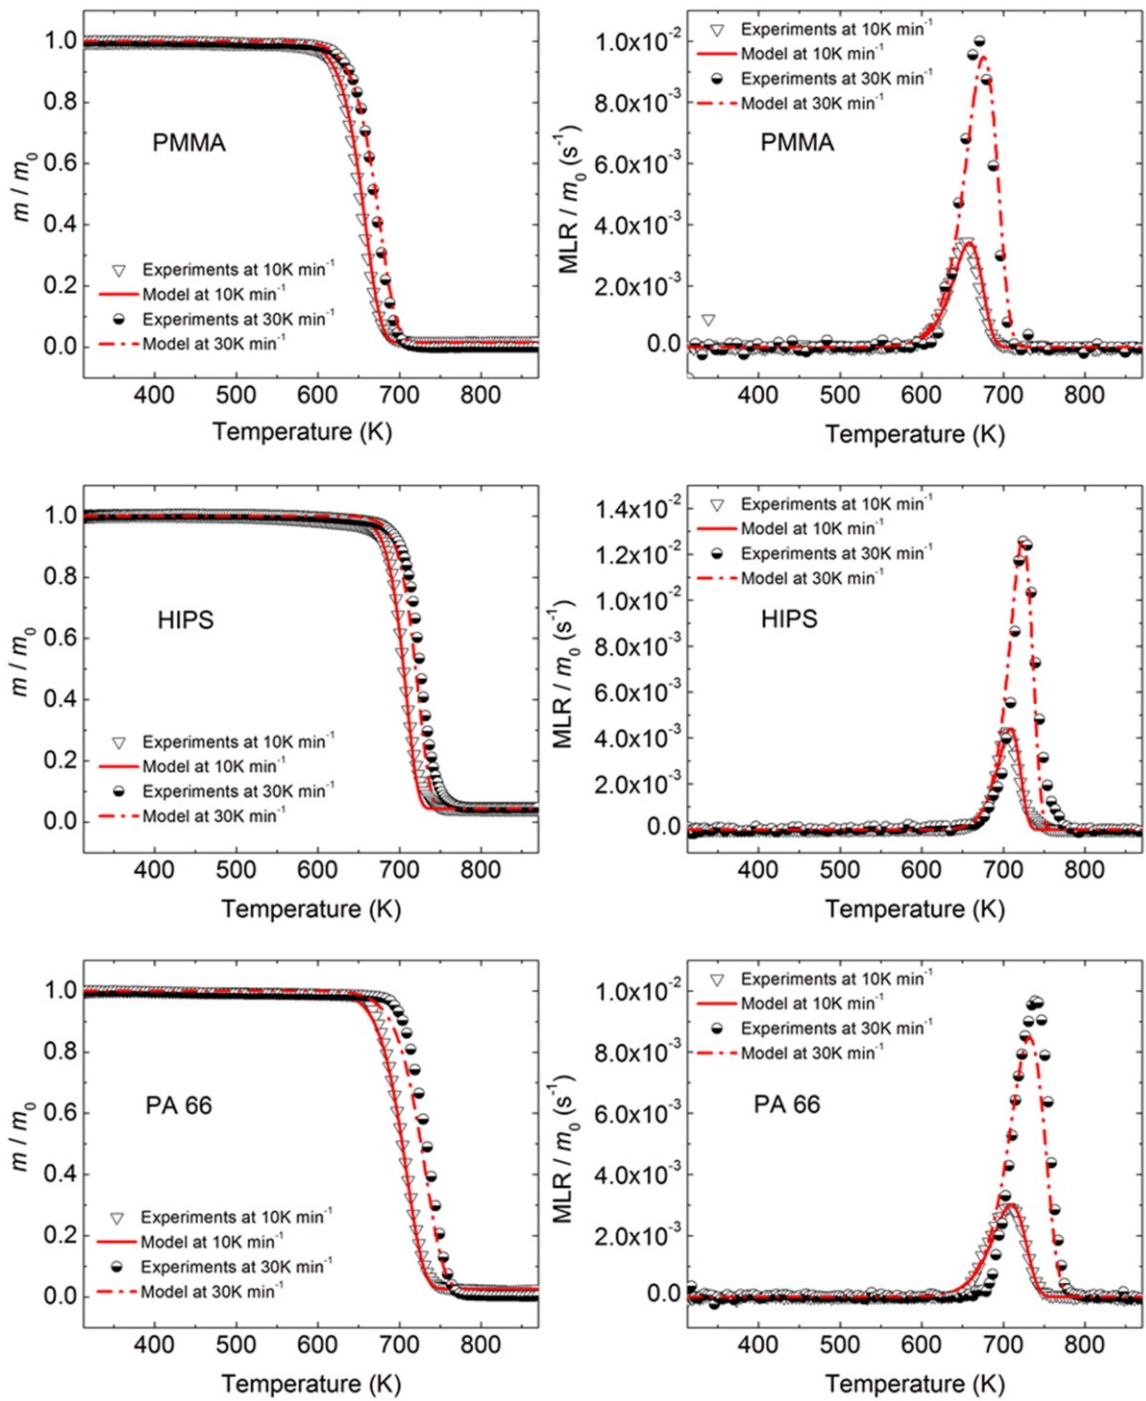 1.0
0.8
0.6
0.4
0.2
0.0
m / m₀
PMMA
Experiments at 10K min⁻¹
Model at 10K min⁻¹
Experiments at 30K min⁻¹
Model at 30K min⁻¹
400 500 600 700 800
Temperature (K)
1.0x10⁻²
8.0x10⁻³
6.0x10⁻³
4.0x10⁻³
2.0x10⁻³
0.0
MLR / m₀ (s⁻¹)
Experiments at 10K min⁻¹
Model at 10K min⁻¹
Experiments at 30K min⁻¹
Model at 30K min⁻¹
PMMA
400 500 600 700 800
Temperature (K)
1.0
0.8
0.6
0.4
0.2
0.0
m / m₀
HIPS
Experiments at 10K min⁻¹
Model at 10K min⁻¹
Experiments at 30K min⁻¹
Model at 30K min⁻¹
400 500 600 700 800
Temperature (K)
1.4x10⁻²
1.2x10⁻²
1.0x10⁻²
8.0x10⁻³
6.0x10⁻³
4.0x10⁻³
2.0x10⁻³
0.0
MLR / m₀ (s⁻¹)
Experiments at 10K min⁻¹
Model at 10K min⁻¹
Experiments at 30K min⁻¹
Model at 30K min⁻¹
HIPS
400 500 600 700 800
Temperature (K)
1.0
0.8
0.6
0.4
0.2
0.0
m / m₀
PA 66
Experiments at 10K min⁻¹
Model at 10K min⁻¹
Experiments at 30K min⁻¹
Model at 30K min⁻¹
400 500 600 700 800
Temperature (K)
1.0x10⁻²
8.0x10⁻³
6.0x10⁻³
4.0x10⁻³
2.0x10⁻³
0.0
MLR / m₀ (s⁻¹)
Experiments at 10K min⁻¹
Model at 10K min⁻¹
Experiments at 30K min⁻¹
Model at 30K min⁻¹
PA 66
400 500 600 700 800
Temperature (K)